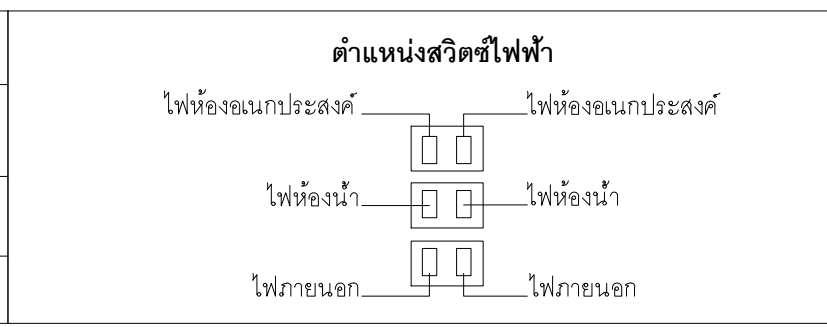 ตำแหน่งสวิตซ์ไฟฟ้า
ไฟห้องอเนกประสงค์ ไฟห้องอเนกประสงค์
ไฟห้องน้ำ ไฟห้องน้ำ
ไฟภายนอก ไฟภายนอก